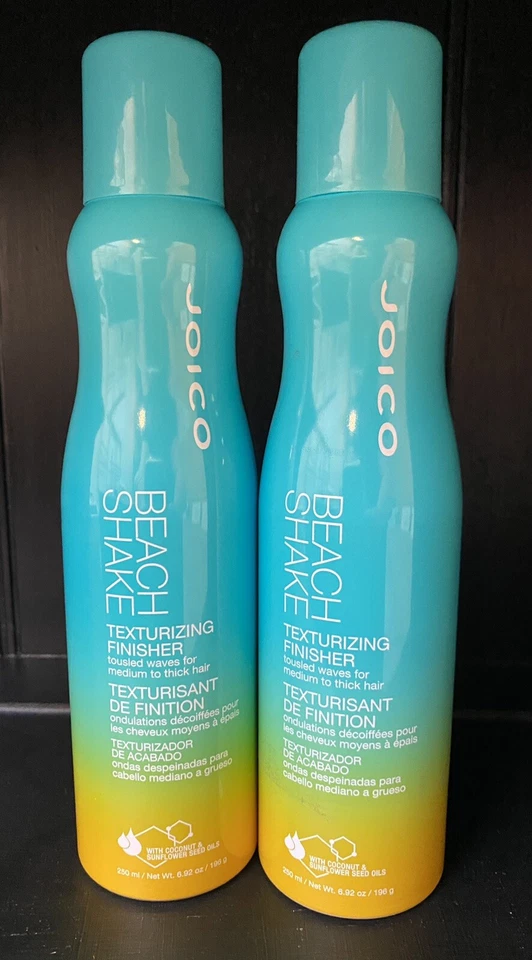 JOICO
BEACH
SHAKE
TEXTURIZING
FINISHER
tousled waves for
medium to thick hair
TEXTURISANT
DE FINITION
ondulations décoiffées pour
les cheveux moyens à épais
TEXTURIZADOR
DE ACABADO
ondas despeinadas para
cabello mediano a grueso
WITH COCONUT &
SUNFLOWER SEED OILS
250 ml / Net Wt. 6.92 oz / 196 g
JOICO
BEACH
SHAKE
TEXTURIZING
FINISHER
tousled waves for
medium to thick hair
TEXTURISANT
DE FINITION
ondulations décoiffées pour
les cheveux moyens à épais
TEXTURIZADOR
DE ACABADO
ondas despeinadas para
cabello mediano a grueso
WITH COCONUT &
SUNFLOWER SEED OILS
250 ml / Net Wt. 6.92 oz / 196 g